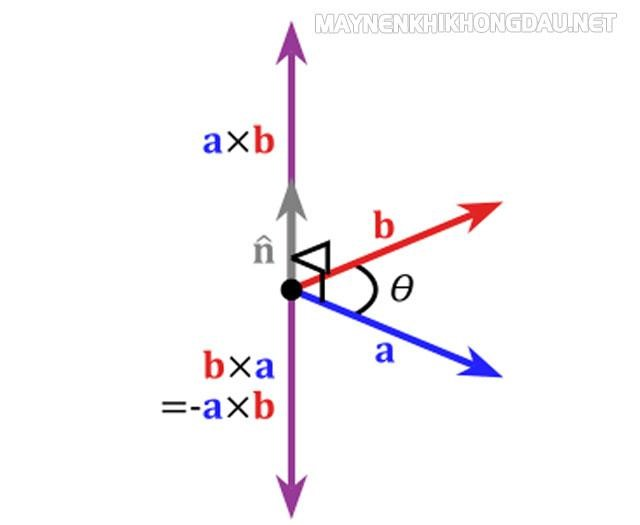 MAYNENKHIKHONGDAU.NET
a×b
b
n̂
θ
a
b×a
=-a×b